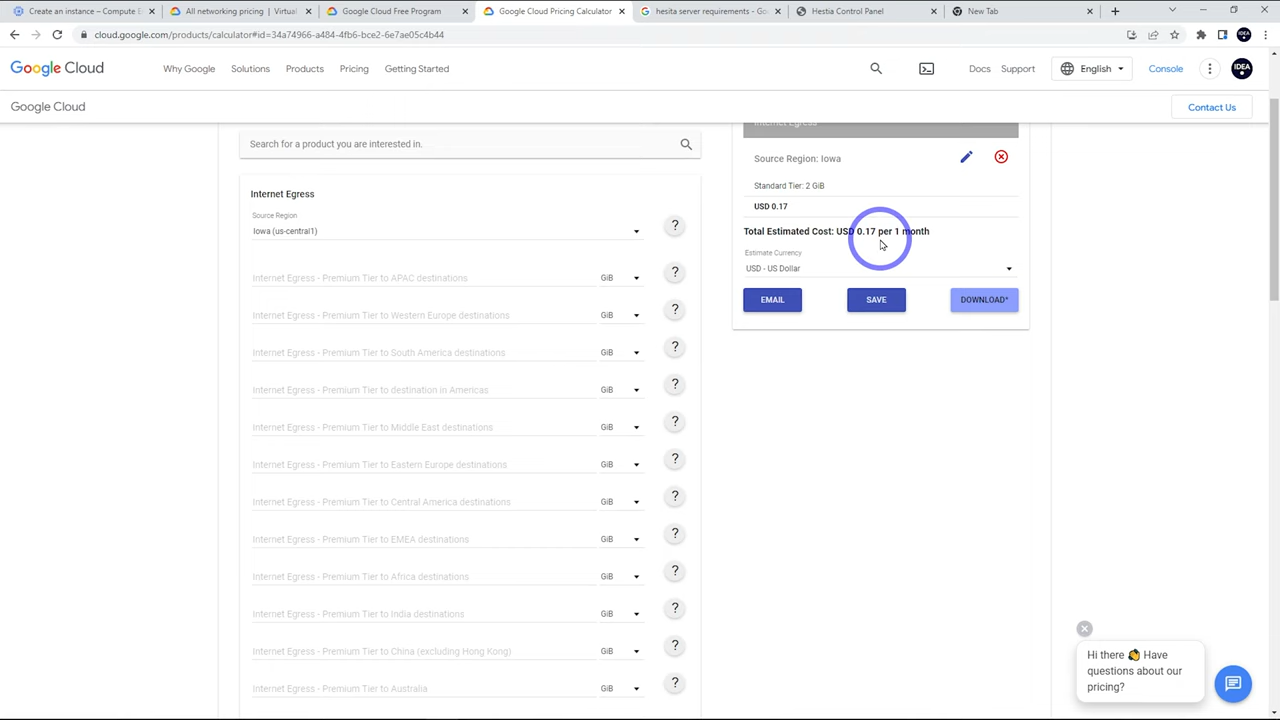 Create an instance – Compute E
All networking pricing | Virtual
Google Cloud Free Program
Google Cloud Pricing Calculator
hesita server requirements - Go
Hestia Control Panel
New Tab
cloud.google.com/products/calculator#id=34a74966-a484-4fb6-bce2-6e7ae05c4b44
IDEA
Google Cloud
Why Google
Solutions
Products
Pricing
Getting Started
Docs
Support
English
Console
IDEA
Google Cloud
Contact Us
Internet Egress
Search for a product you are interested in.
Source Region: Iowa
Standard Tier: 2 GiB
USD 0.17
Total Estimated Cost: USD 0.17 per 1 month
Estimate Currency
USD - US Dollar
EMAIL
SAVE
DOWNLOAD*
Internet Egress
Source Region
Iowa (us-central1)
?
Internet Egress - Premium Tier to APAC destinations GiB ?
Internet Egress - Premium Tier to Western Europe destinations GiB ?
Internet Egress - Premium Tier to South America destinations GiB ?
Internet Egress - Premium Tier to destination in Americas GiB ?
Internet Egress - Premium Tier to Middle East destinations GiB ?
Internet Egress - Premium Tier to Eastern Europe destinations GiB ?
Internet Egress - Premium Tier to Central America destinations GiB ?
Internet Egress - Premium Tier to EMEA destinations GiB ?
Internet Egress - Premium Tier to Africa destinations GiB ?
Internet Egress - Premium Tier to India destinations GiB ?
Internet Egress - Premium Tier to China (excluding Hong Kong) GiB ?
Internet Egress - Premium Tier to Australia GiB ?
Hi there 👋 Have
questions about our
pricing?